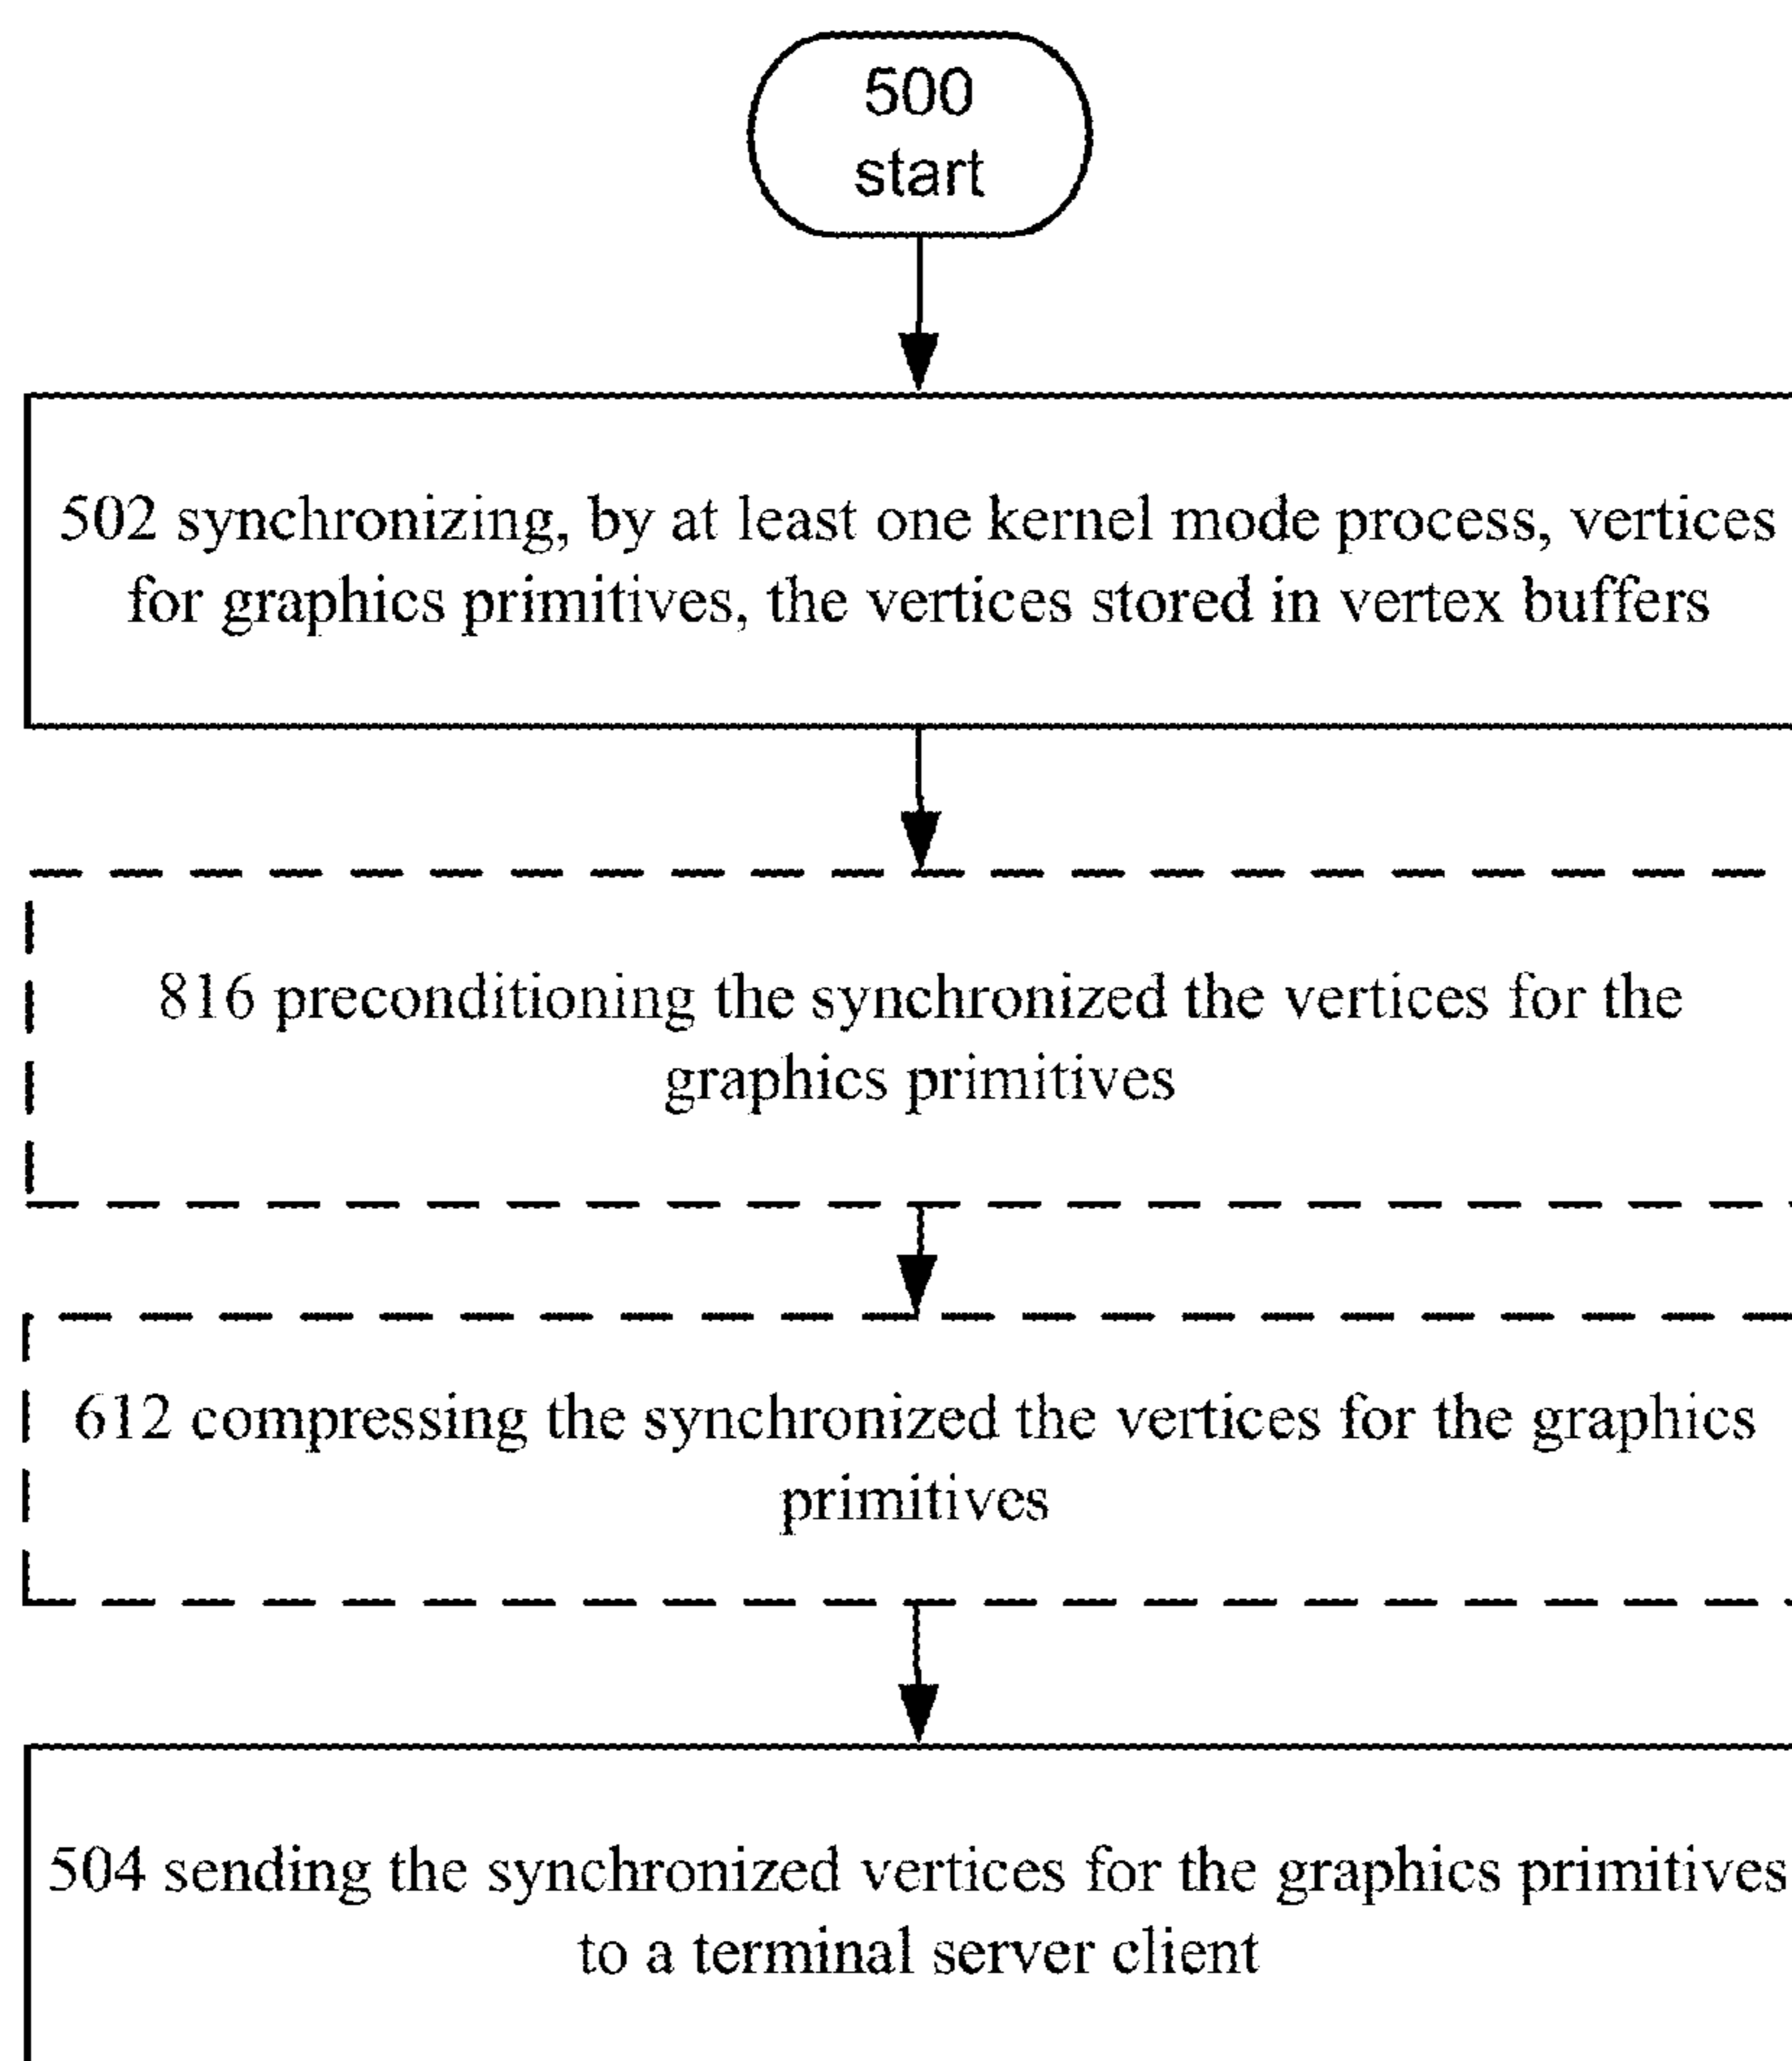 500
start
502 synchronizing, by at least one kernel mode process, vertices
for graphics primitives, the vertices stored in vertex buffers
816 preconditioning the synchronized the vertices for the
graphics primitives
612 compressing the synchronized the vertices for the graphics
primitives
504 sending the synchronized vertices for the graphics primitives
to a terminal server client